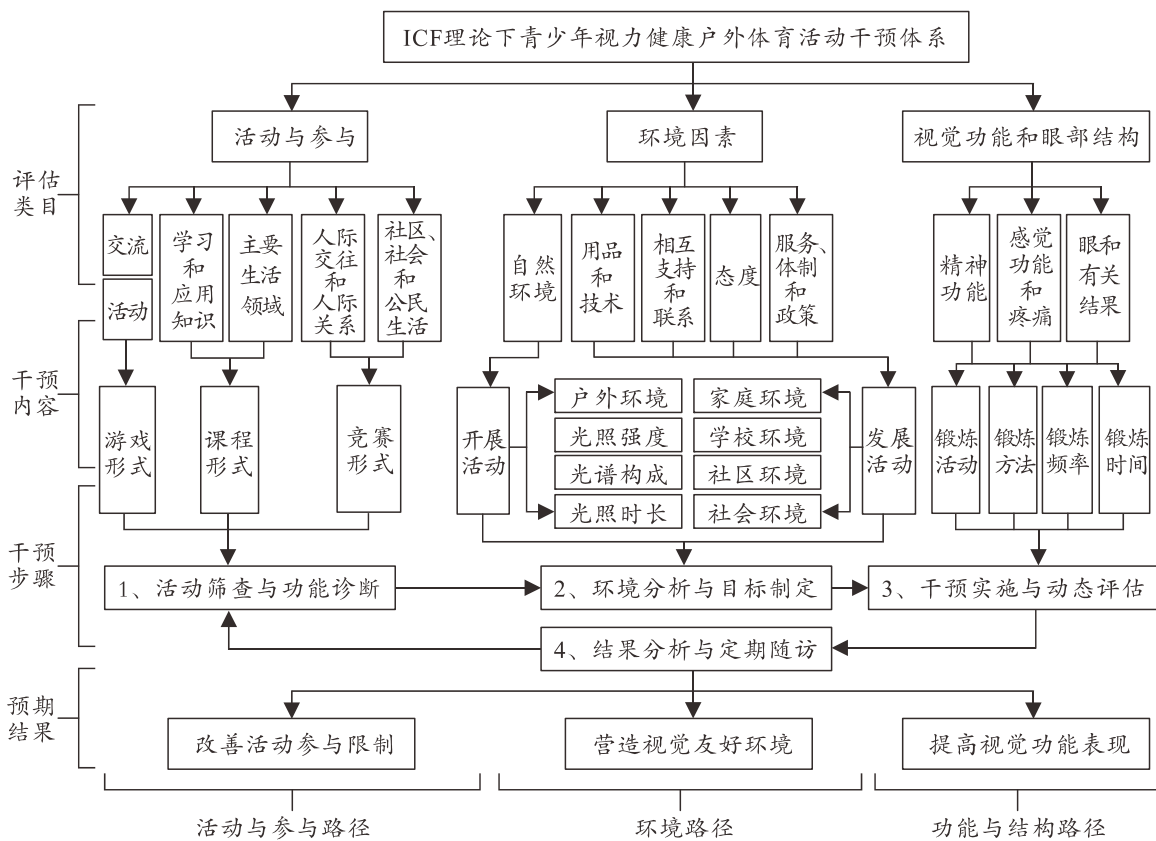 ICF理论下青少年视力健康户外体育活动干预体系
活动与参与
环境因素
视觉功能和眼部结构
评估
类目
交流
活动
学习
和
应用
知识
主要
生活
领域
人际
交往
和
人际
关系
社区、
社会
和
公民
生活
自然
环境
用品
和
技术
相互
支持
和
联系
态度
服务、
体制
和
政策
精神
功能
感觉
功能
和
疼痛
眼和
有关
结果
干预
内容
游戏
形式
课程
形式
竞赛
形式
开展
活动
户外环境
光照强度
光谱构成
光照时长
家庭环境
学校环境
社区环境
社会环境
发展
活动
锻炼
活动
锻炼
方法
锻炼
频率
锻炼
时间
干预
步骤
1、活动筛查与功能诊断
2、环境分析与目标制定
3、干预实施与动态评估
4、结果分析与定期随访
预期
结果
改善活动参与限制
营造视觉友好环境
提高视觉功能表现
活动与参与路径
环境路径
功能与结构路径